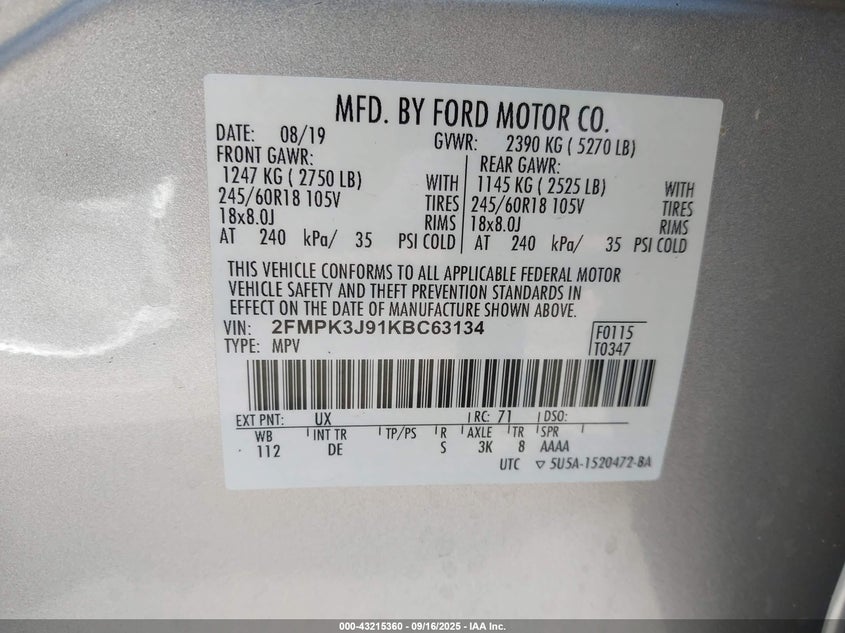 MFD. BY FORD MOTOR CO.
DATE: 08/19 GVWR: 2390 KG ( 5270 LB)
FRONT GAWR: REAR GAWR:
1247 KG ( 2750 LB) WITH 1145 KG ( 2525 LB) WITH
245/60R18 105V TIRES 245/60R18 105V TIRES
18x8.0J RIMS 18x8.0J RIMS
AT 240 kPa/ 35 PSI COLD AT 240 kPa/ 35 PSI COLD
THIS VEHICLE CONFORMS TO ALL APPLICABLE FEDERAL MOTOR
VEHICLE SAFETY AND THEFT PREVENTION STANDARDS IN
EFFECT ON THE DATE OF MANUFACTURE SHOWN ABOVE.
VIN: 2FMPK3J91KBC63134 F0115
TYPE: MPV T0347
EXT PNT: UX RC: 71 DSO:
WB INT TR TP/PS R AXLE TR SPR
112 DE S 3K 8 AAAA
UTC ▽ 5U5A-1520472-BA
000-43215360 - 09/16/2025 - IAA Inc.